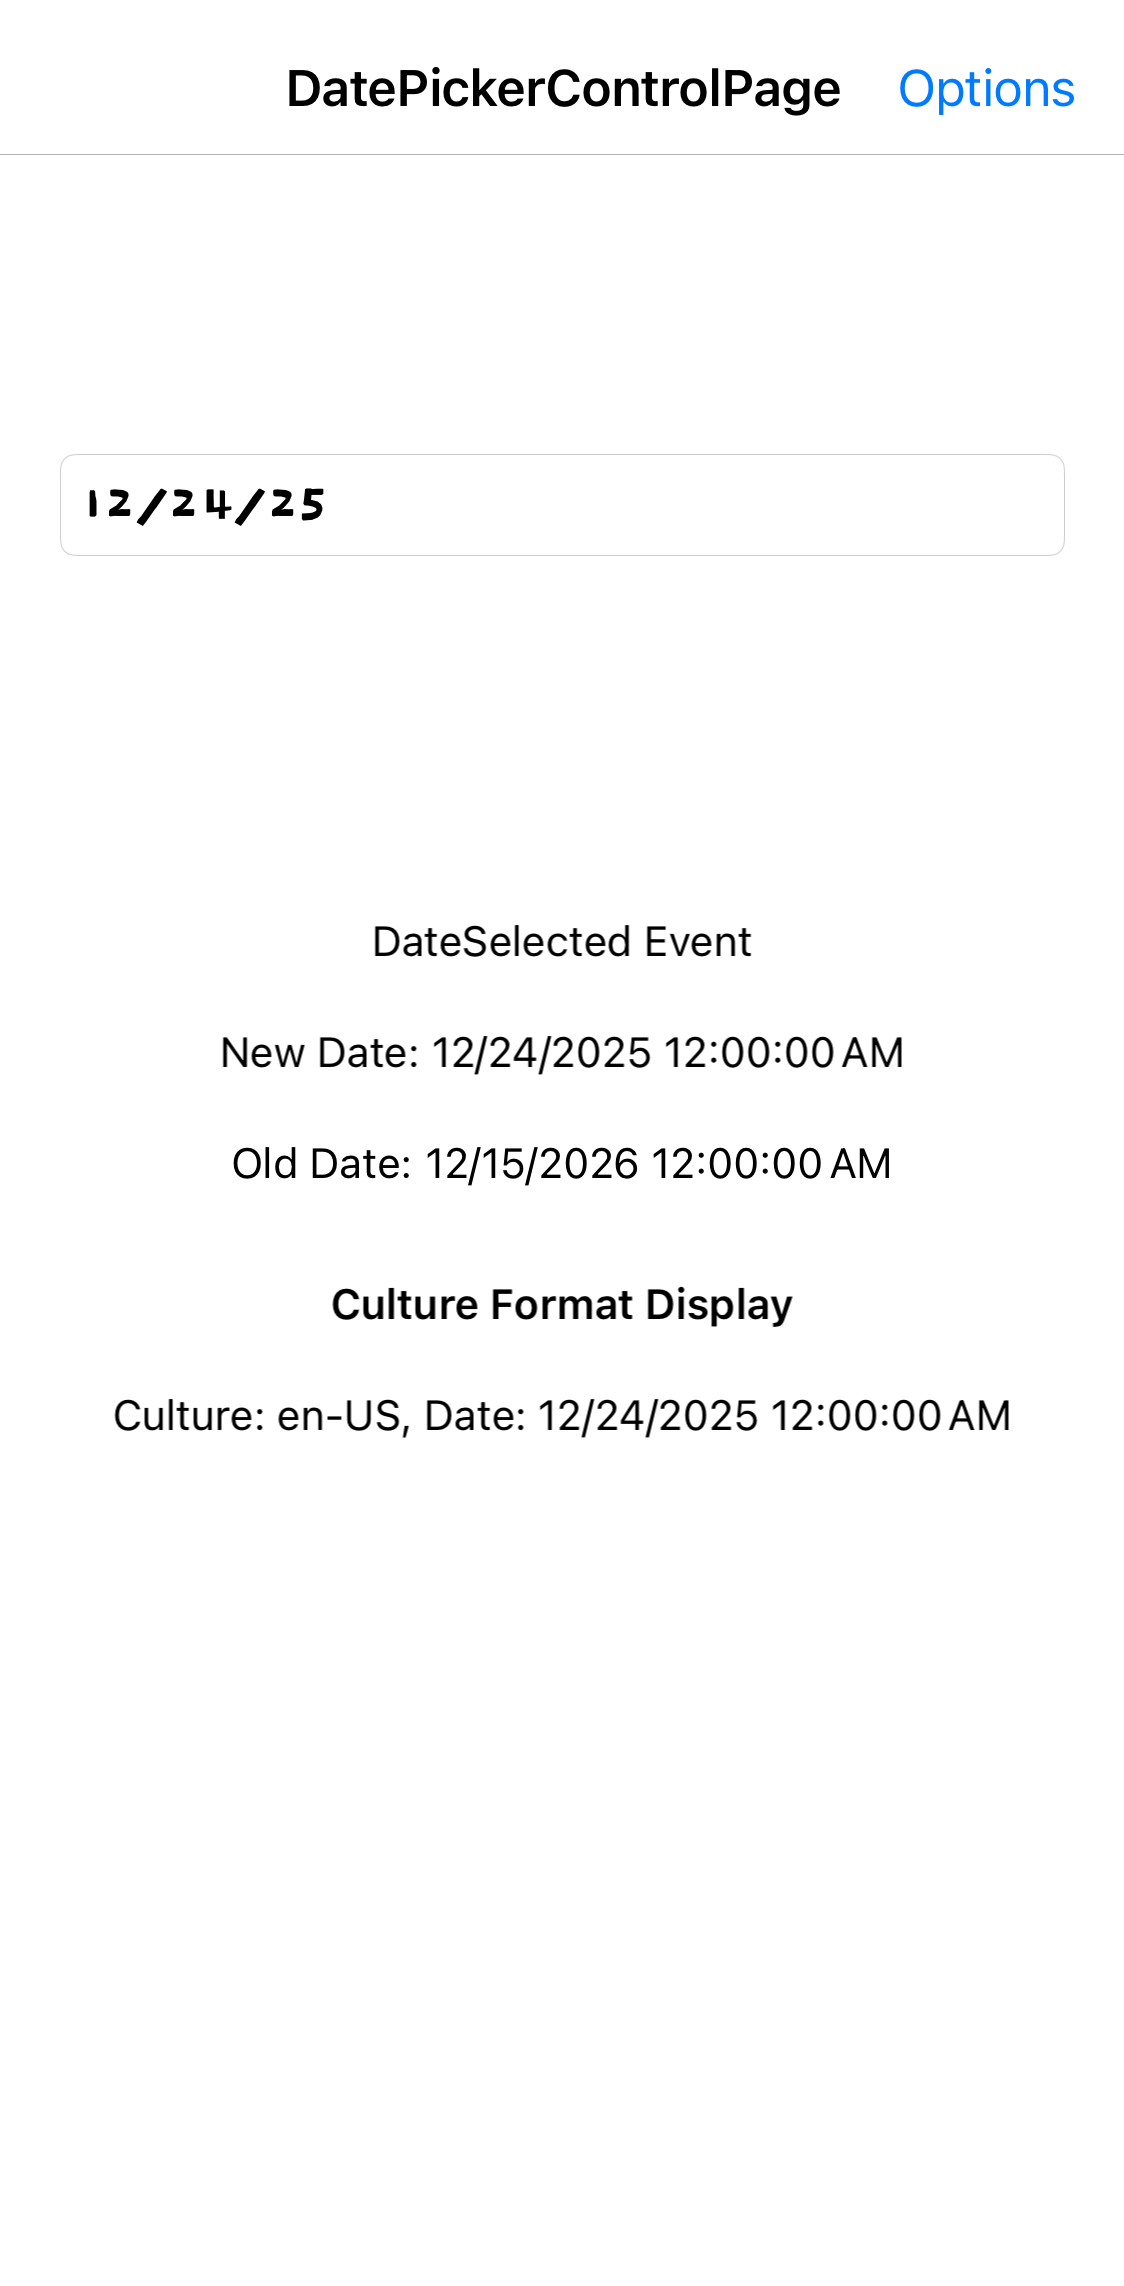 DatePickerControlPage Options
12/24/25
DateSelected Event
New Date: 12/24/2025 12:00:00 AM
Old Date: 12/15/2026 12:00:00 AM
Culture Format Display
Culture: en-US, Date: 12/24/2025 12:00:00 AM